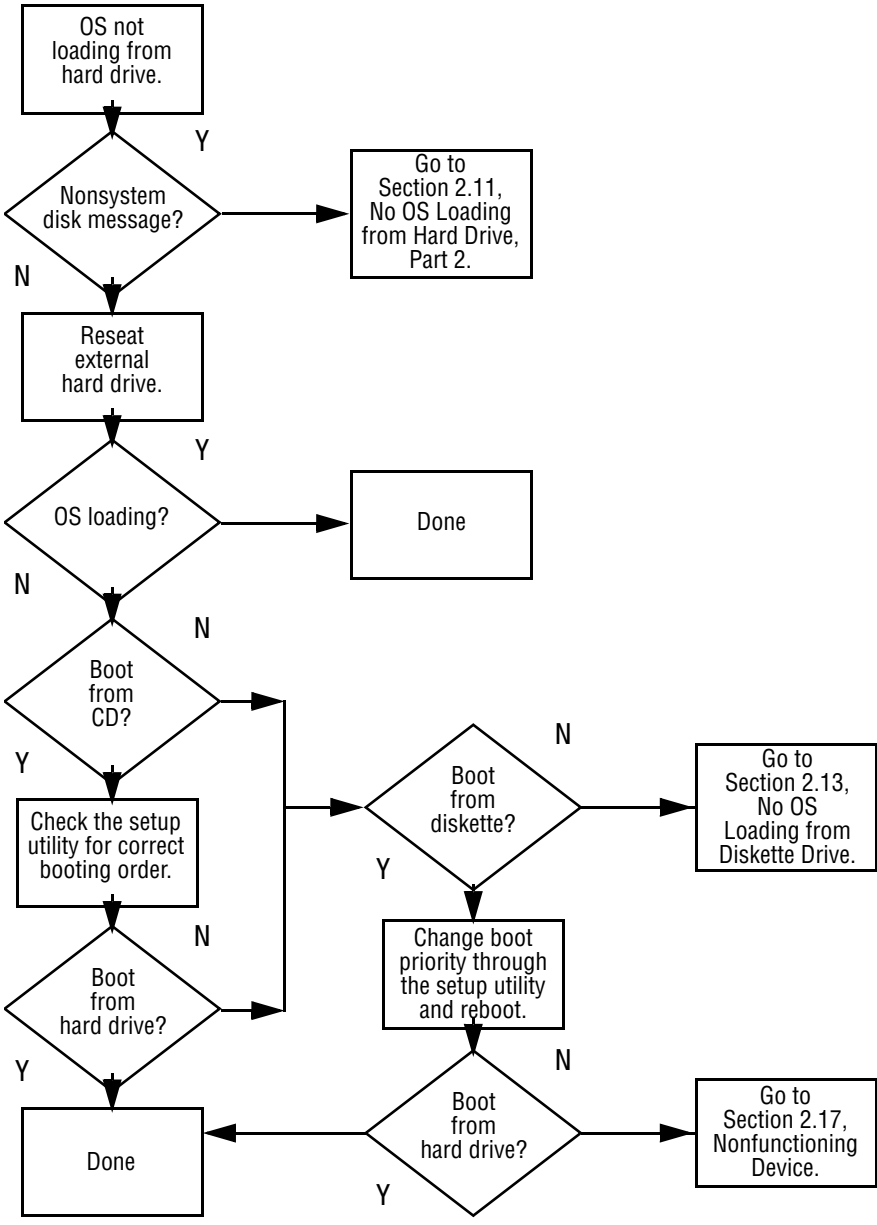 OS not
loading from
hard drive.
Y
Nonsystem
disk message?
Go to
Section 2.11,
No OS Loading
from Hard Drive,
Part 2.
N
Reseat
external
hard drive.
Y
OS loading?
Done
N
N
Boot
from
CD?
Y
Check the setup
utility for correct
booting order.
N
Boot
from
hard drive?
Y
Done
N
Boot
from
diskette?
Go to
Section 2.13,
No OS
Loading from
Diskette Drive.
Y
Change boot
priority through
the setup utility
and reboot.
N
Boot
from
hard drive?
Go to
Section 2.17,
Nonfunctioning
Device.
Y